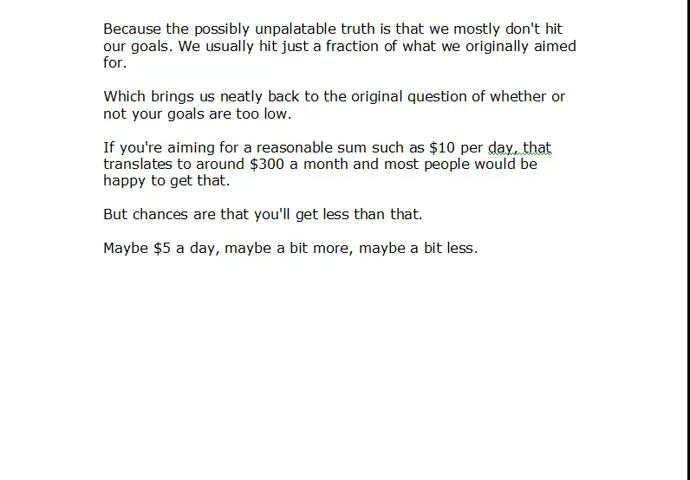 Because the possibly unpalatable truth is that we mostly don't hit
our goals. We usually hit just a fraction of what we originally aimed
for.
Which brings us neatly back to the original question of whether or
not your goals are too low.
If you're aiming for a reasonable sum such as $10 per day, that
translates to around $300 a month and most people would be
happy to get that.
But chances are that you'll get less than that.
Maybe $5 a day, maybe a bit more, maybe a bit less.